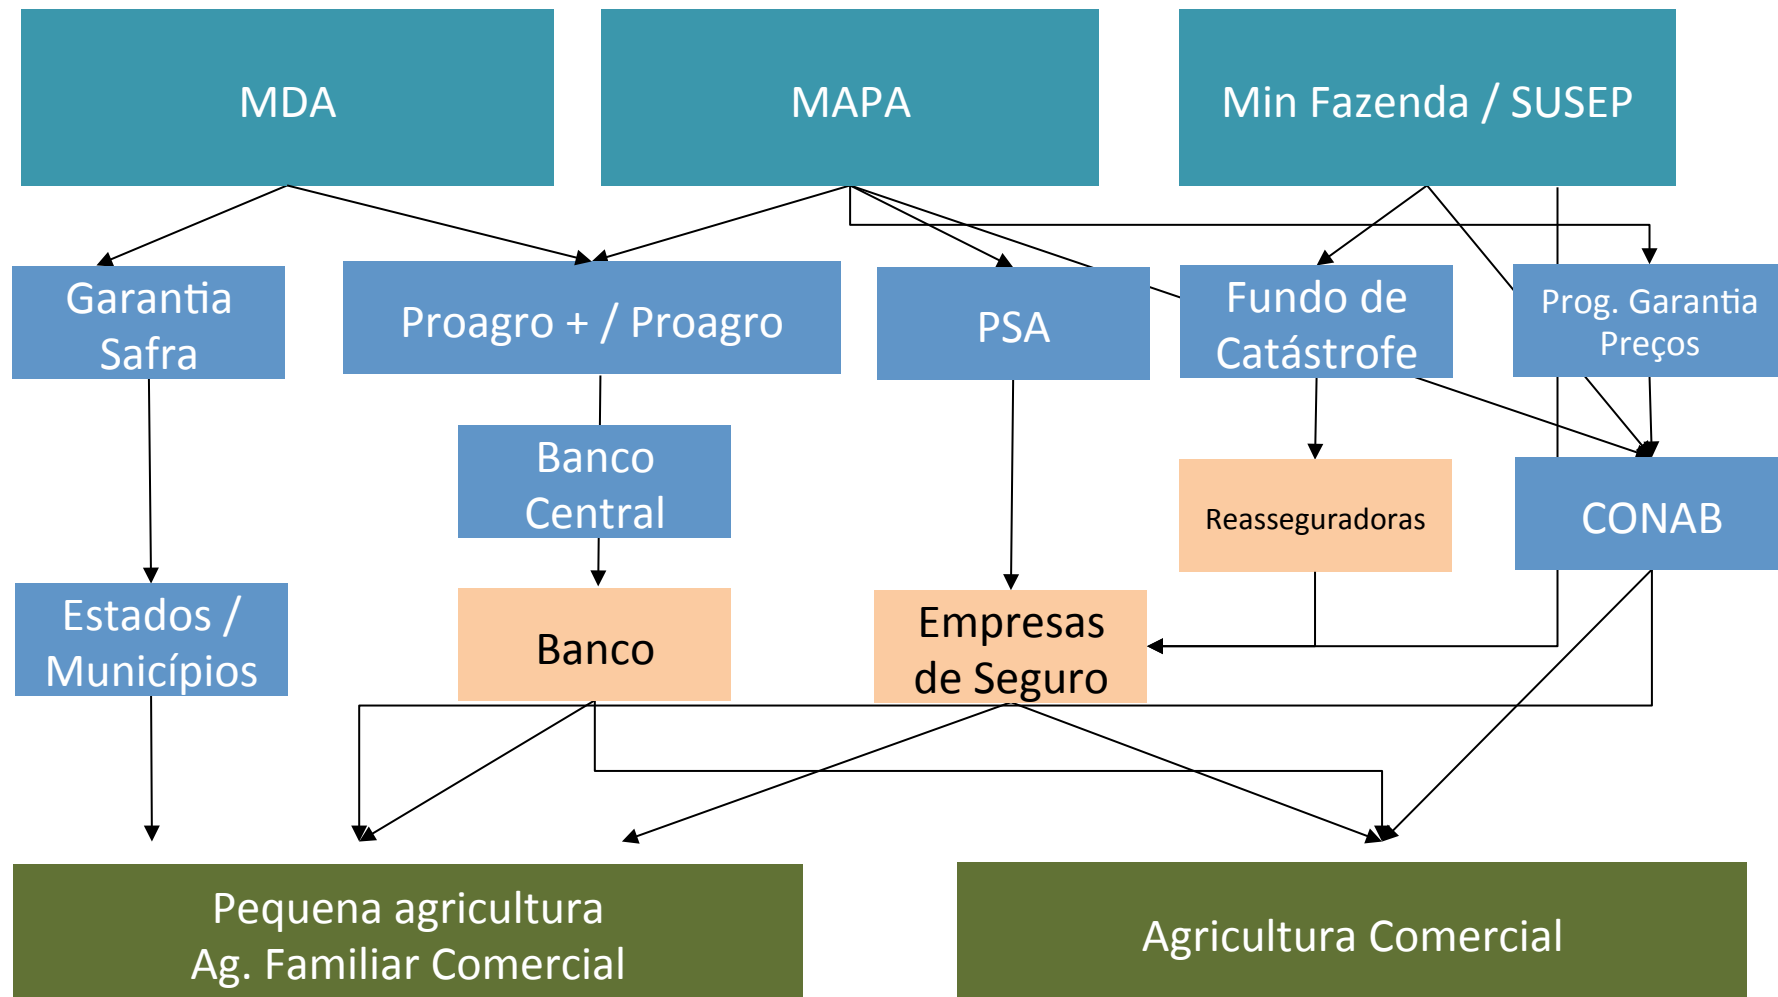 MDA
MAPA
Min Fazenda / SUSEP
Garantia
Safra
Proagro + / Proagro
PSA
Fundo de
Catástrofe
Prog. Garantia
Preços
Banco
Central
Reasseguradoras
CONAB
Estados /
Municípios
Banco
Empresas
de Seguro
Pequena agricultura
Ag. Familiar Comercial
Agricultura Comercial